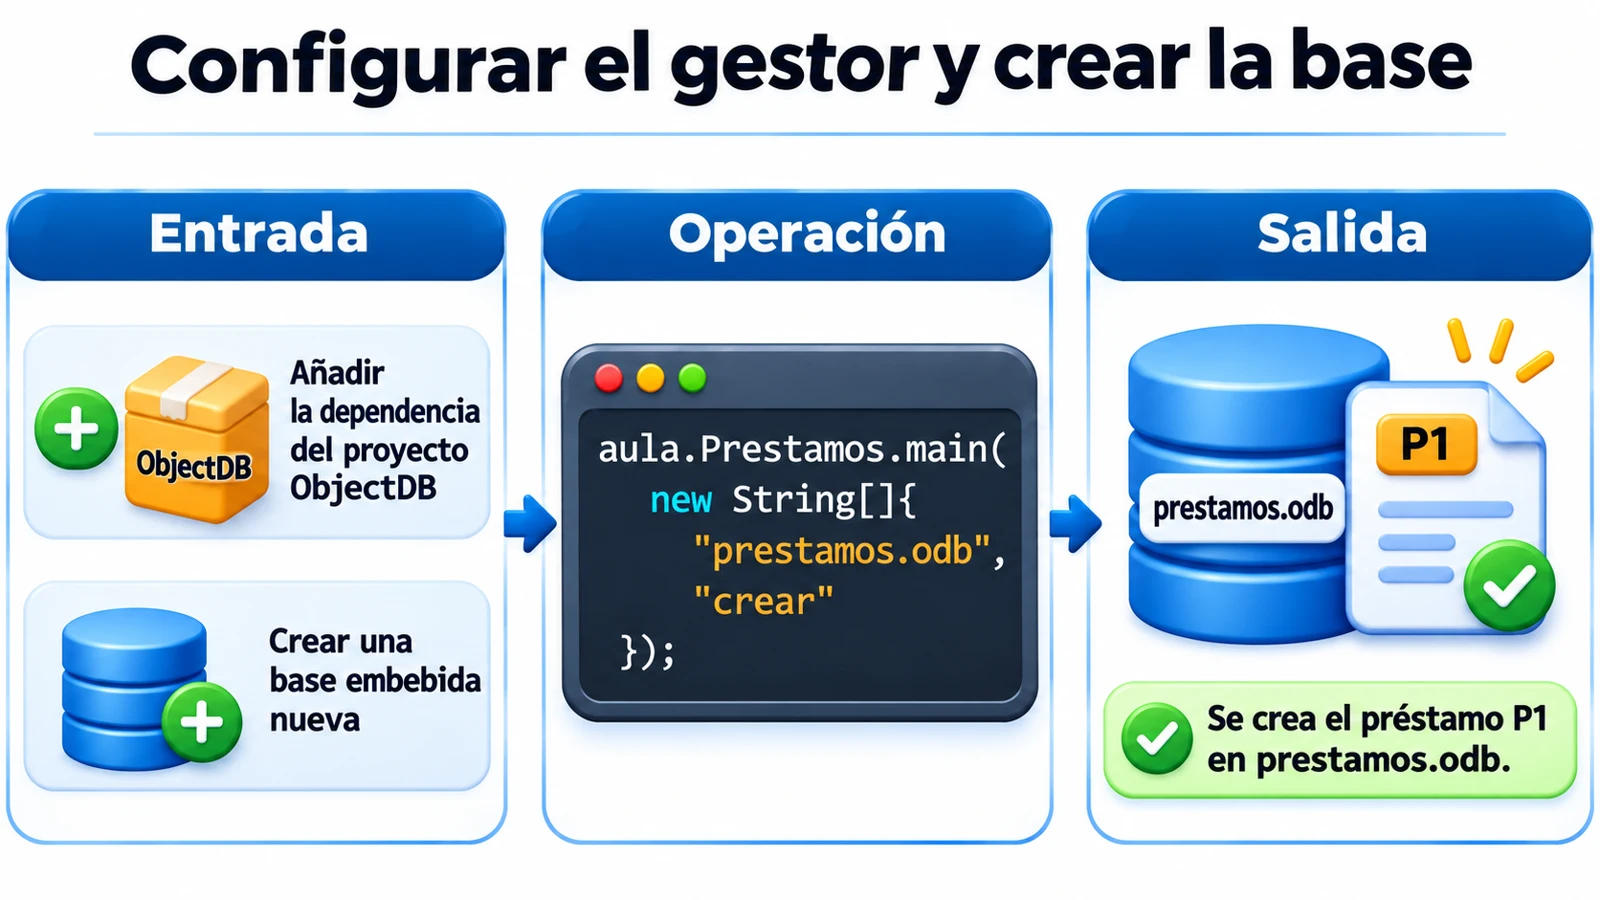 Configurar el gestor y crear la base
Entrada
ObjectDB
Añadir
la dependencia
del proyecto
ObjectDB
Crear una
base embebida
nueva
Operación
aula.Prestamos.main(
new String[]{
"prestamos.odb",
"crear"
});
Salida
P1
prestamos.odb
Se crea el préstamo P1
en prestamos.odb.